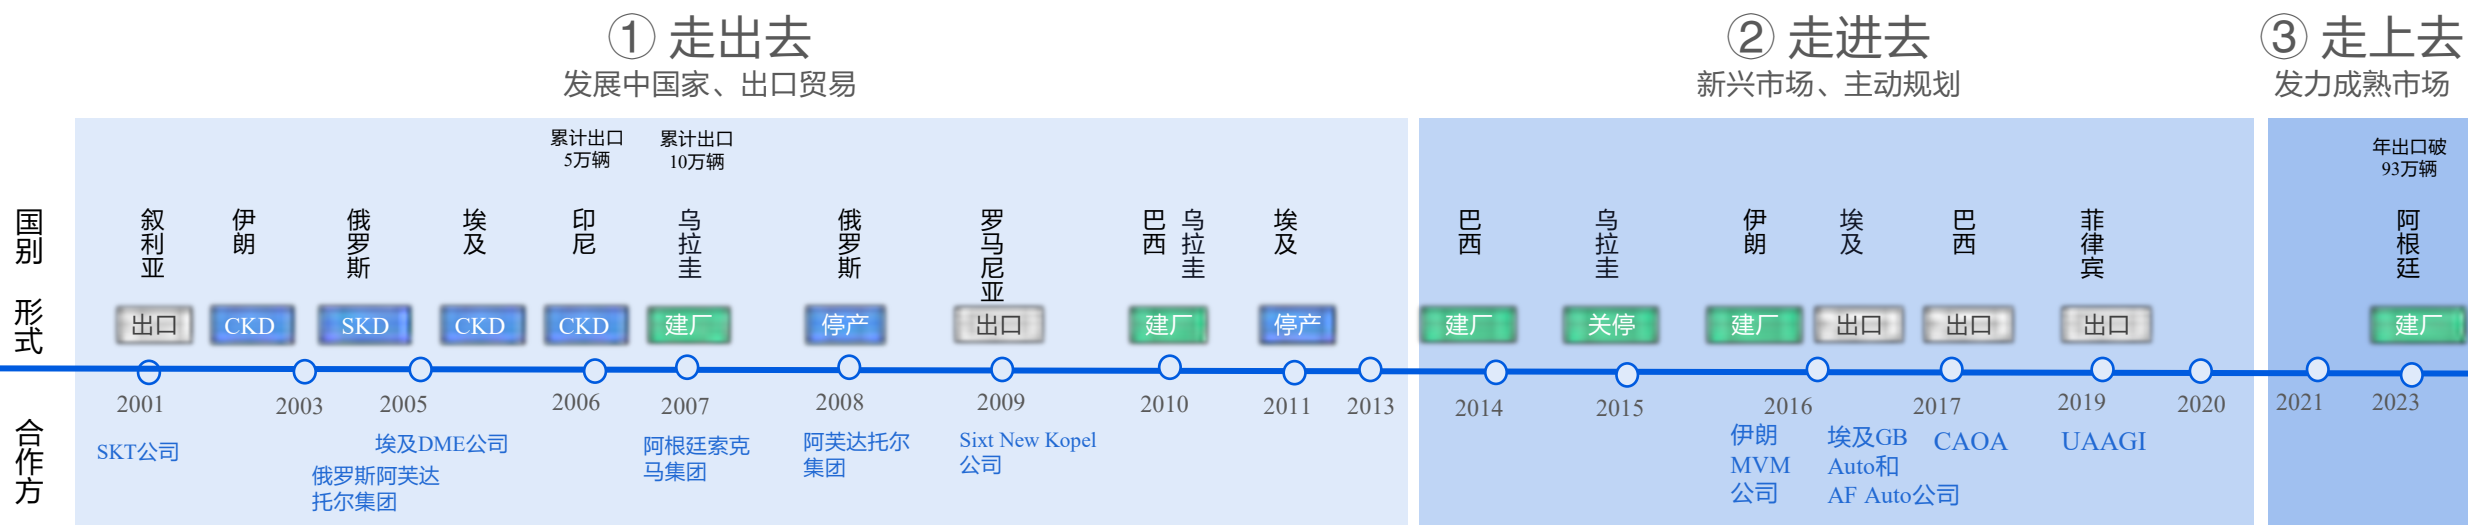 ① 走出去
发展中国家、出口贸易
② 走进去
新兴市场、主动规划
③ 走上去
发力成熟市场
累计出口
5万辆
累计出口
10万辆
年出口破
93万辆
国别
叙利亚
伊朗
俄罗斯
埃及
印尼
乌拉圭
俄罗斯
罗马尼亚
巴西
乌拉圭
埃及
巴西
乌拉圭
伊朗
埃及
巴西
菲律宾
阿根廷
形式
出口
CKD
SKD
CKD
CKD
建厂
停产
出口
建厂
停产
建厂
关停
建厂
出口
出口
出口
建厂
2001
2003
2005
2006
2007
2008
2009
2010
2011
2013
2014
2015
2016
2017
2019
2020
2021
2023
合作方
SKT公司
俄罗斯阿芙达
托尔集团
埃及DME公司
阿根廷索克
马集团
阿芙达托尔
集团
Sixt New Kopel
公司
伊朗
MVM
公司
埃及GB
Auto和
AF Auto公司
CAOA
UAAGI